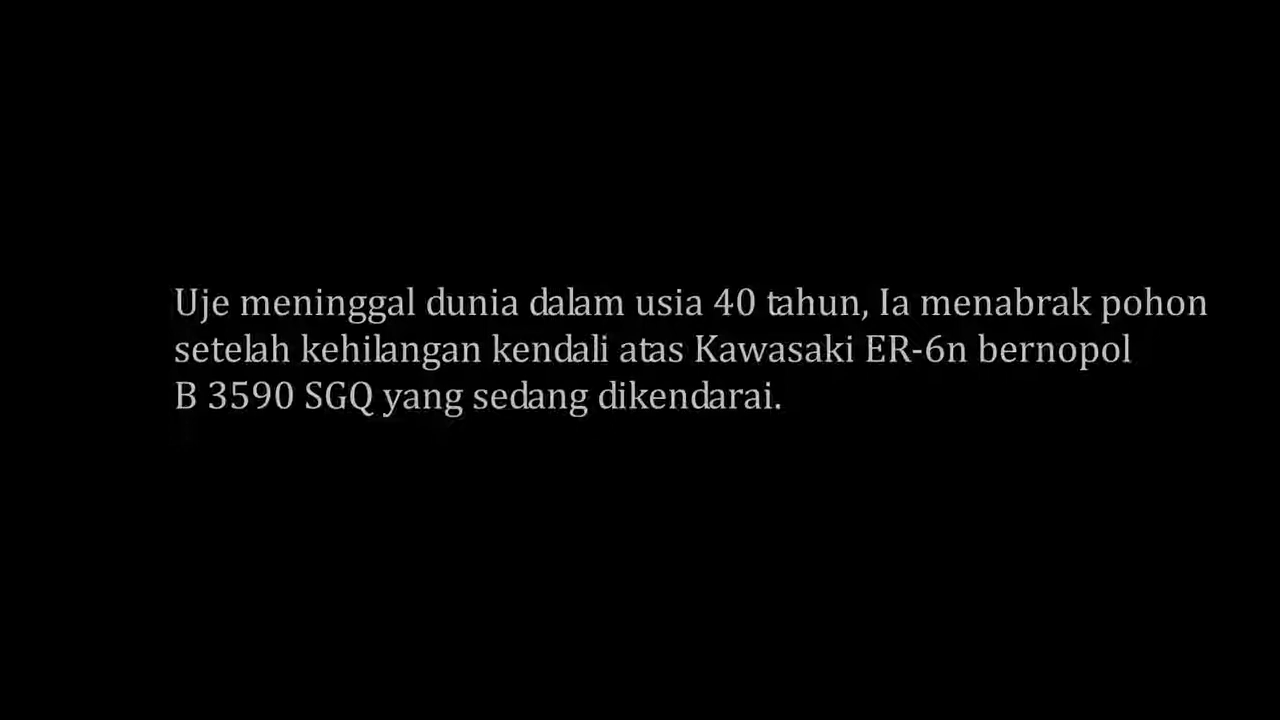 Uje meninggal dunia dalam usia 40 tahun, Ia menabrak pohon
setelah kehilangan kendali atas Kawasaki ER-6n bernopol
B 3590 SGQ yang sedang dikendarai.